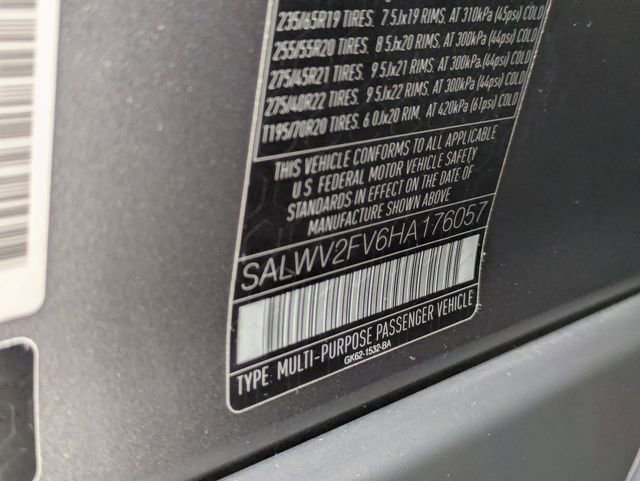 235/65R19 TIRES. 7.5Jx19 RIMS. AT 310kPa (45psi) COLD
255/55R20 TIRES. 8.5Jx20 RIMS. AT 300kPa (44psi) COLD
275/45R21 TIRES. 9.5Jx21 RIMS. AT 300kPa (44psi) COLD
275/40R22 TIRES. 9.5Jx22 RIMS. AT 300kPa (44psi) COLD
T195/70R20 TIRES. 6.0Jx20 RIMS. AT 420kPa (61psi) COLD
THIS VEHICLE CONFORMS TO ALL APPLICABLE
U.S. FEDERAL MOTOR VEHICLE SAFETY
STANDARDS IN EFFECT ON THE DATE OF
MANUFACTURE SHOWN ABOVE
SALWV2FV6HA176057
TYPE: MULTI-PURPOSE PASSENGER VEHICLE
GK62-1532-BA